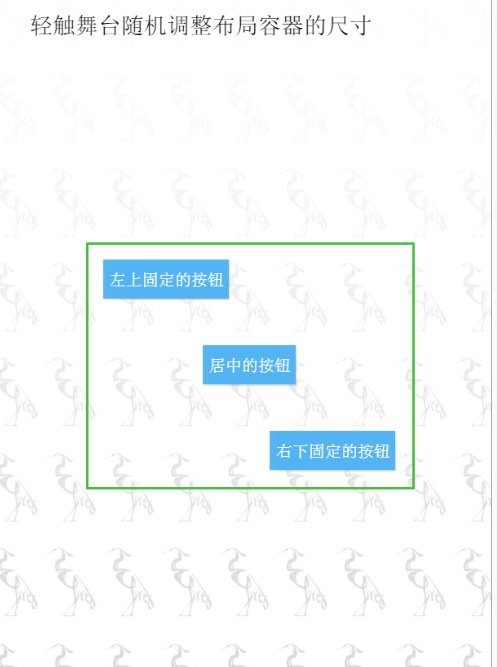 轻触舞台随机调整布局容器的尺寸
左上固定的按钮
居中的按钮
右下固定的按钮